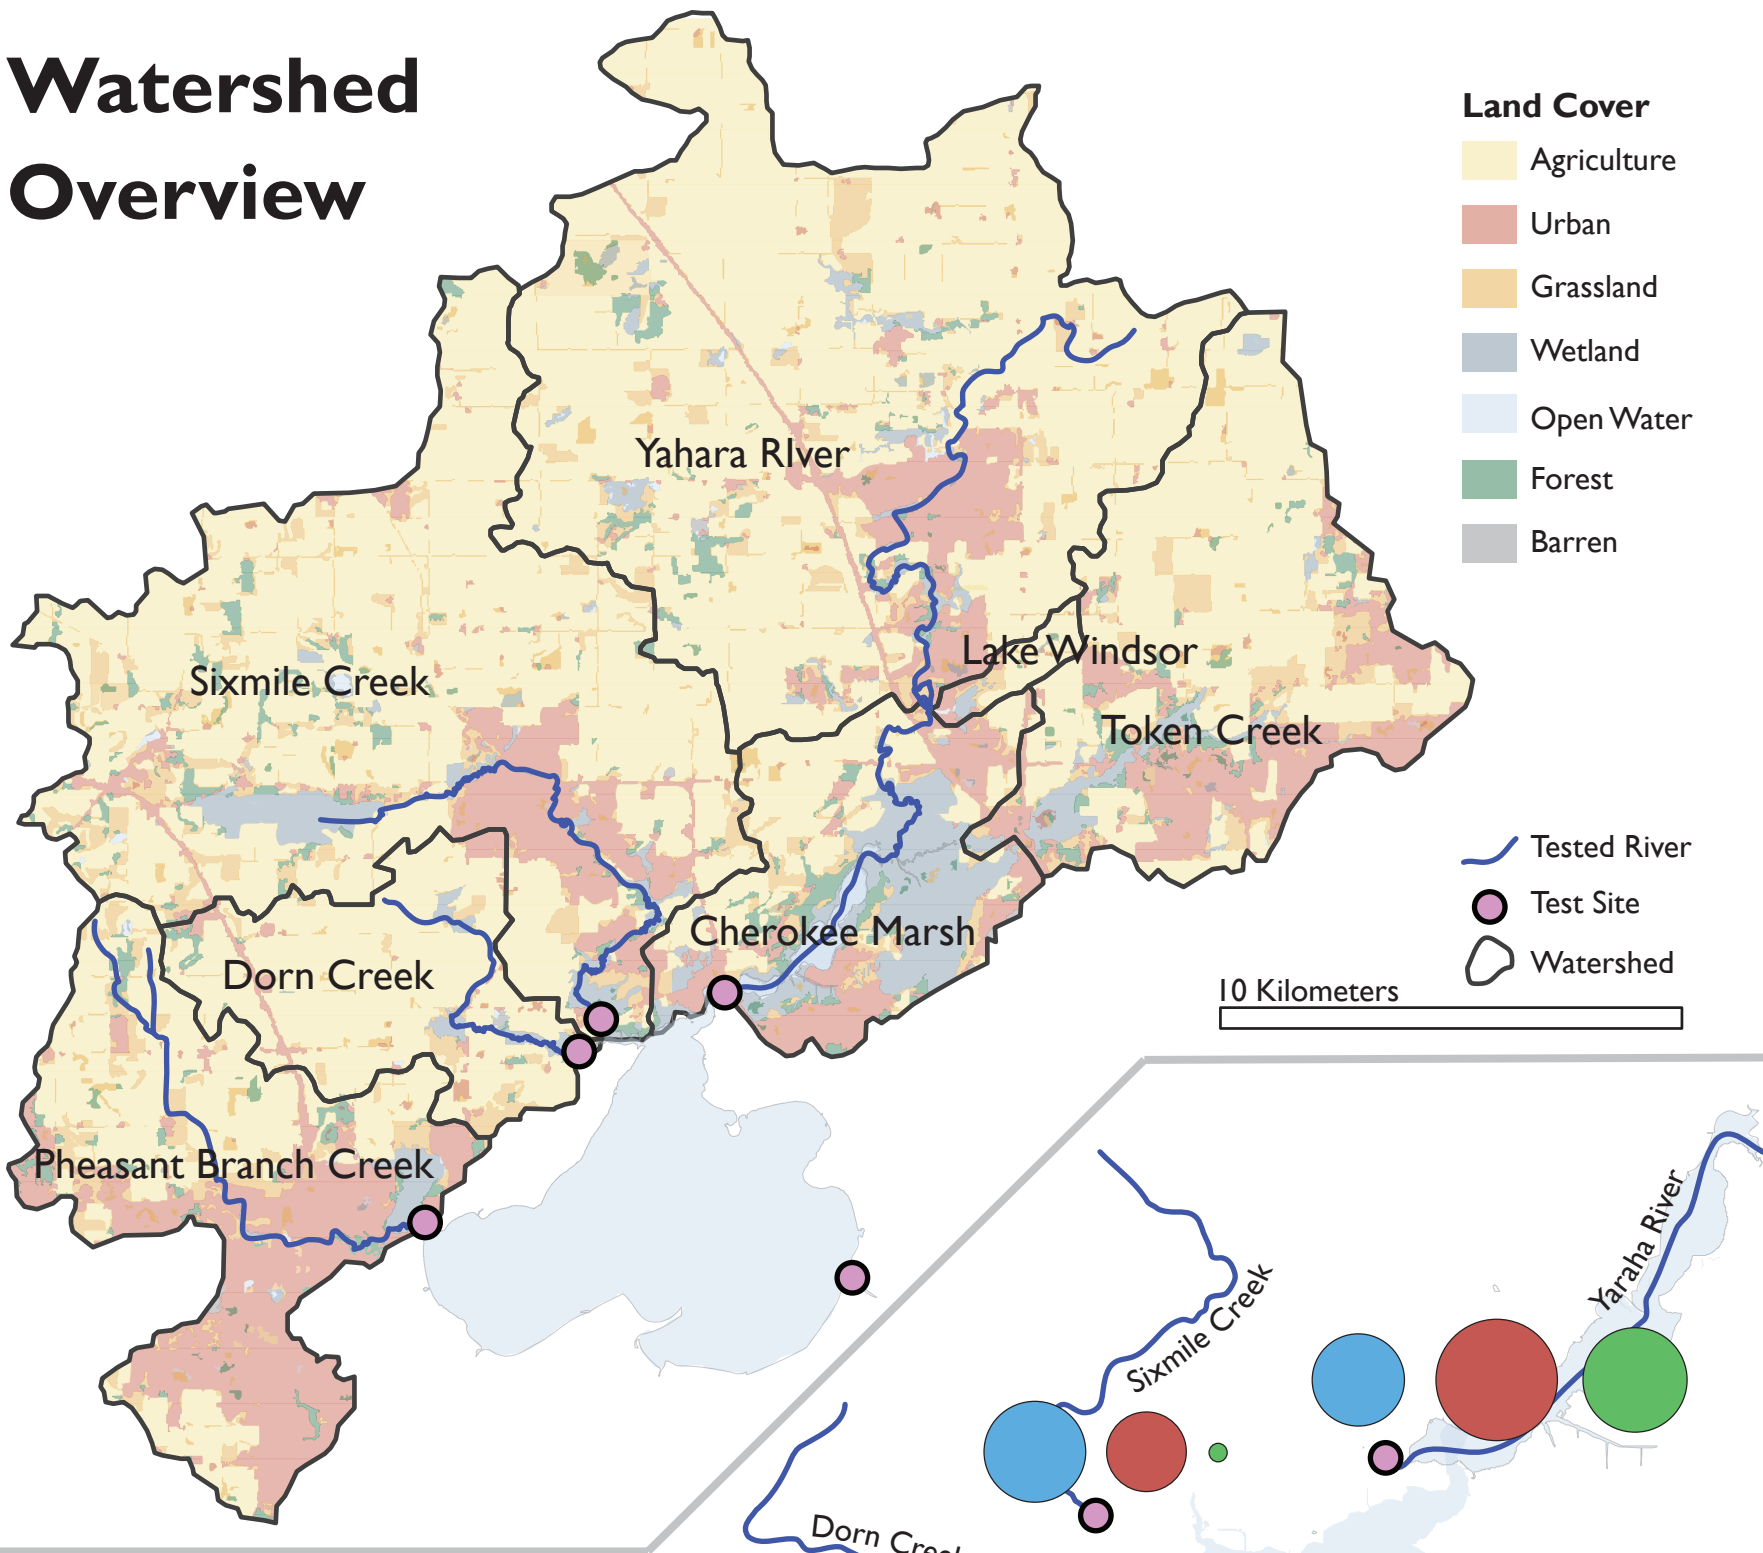 Watershed
Overview
Land Cover
Agriculture
Urban
Grassland
Wetland
Open Water
Forest
Barren
Yahara RIver
Lake Windsor
Sixmile Creek
Token Creek
Cherokee Marsh
Dorn Creek
Pheasant Branch Creek
Tested River
Test Site
Watershed
10 Kilometers
Yaraha River
Sixmile Creek
Dorn Creek